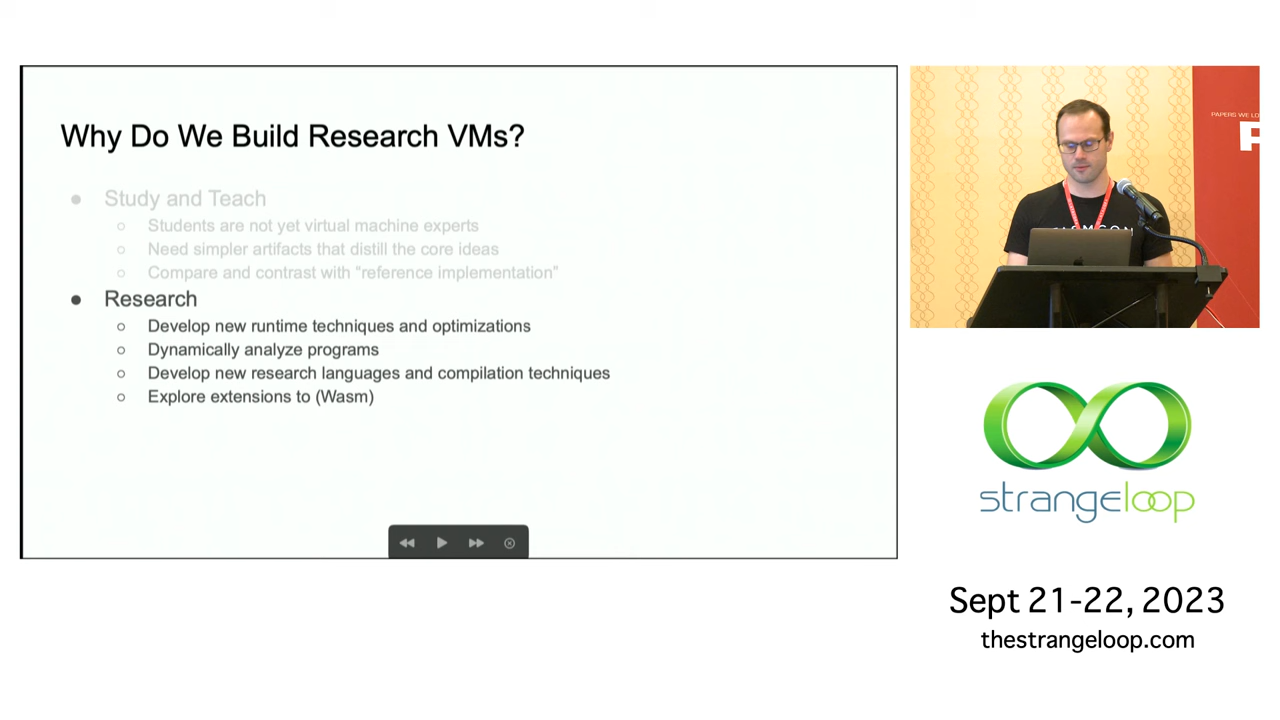 Why Do We Build Research VMs?
Study and Teach
Students are not yet virtual machine experts
Need simpler artifacts that distill the core ideas
Compare and contrast with “reference implementation”
Research
Develop new runtime techniques and optimizations
Dynamically analyze programs
Develop new research languages and compilation techniques
Explore extensions to (Wasm)
PAPERS WE LO
P
strangeloop
Sept 21-22, 2023
thestrangeloop.com